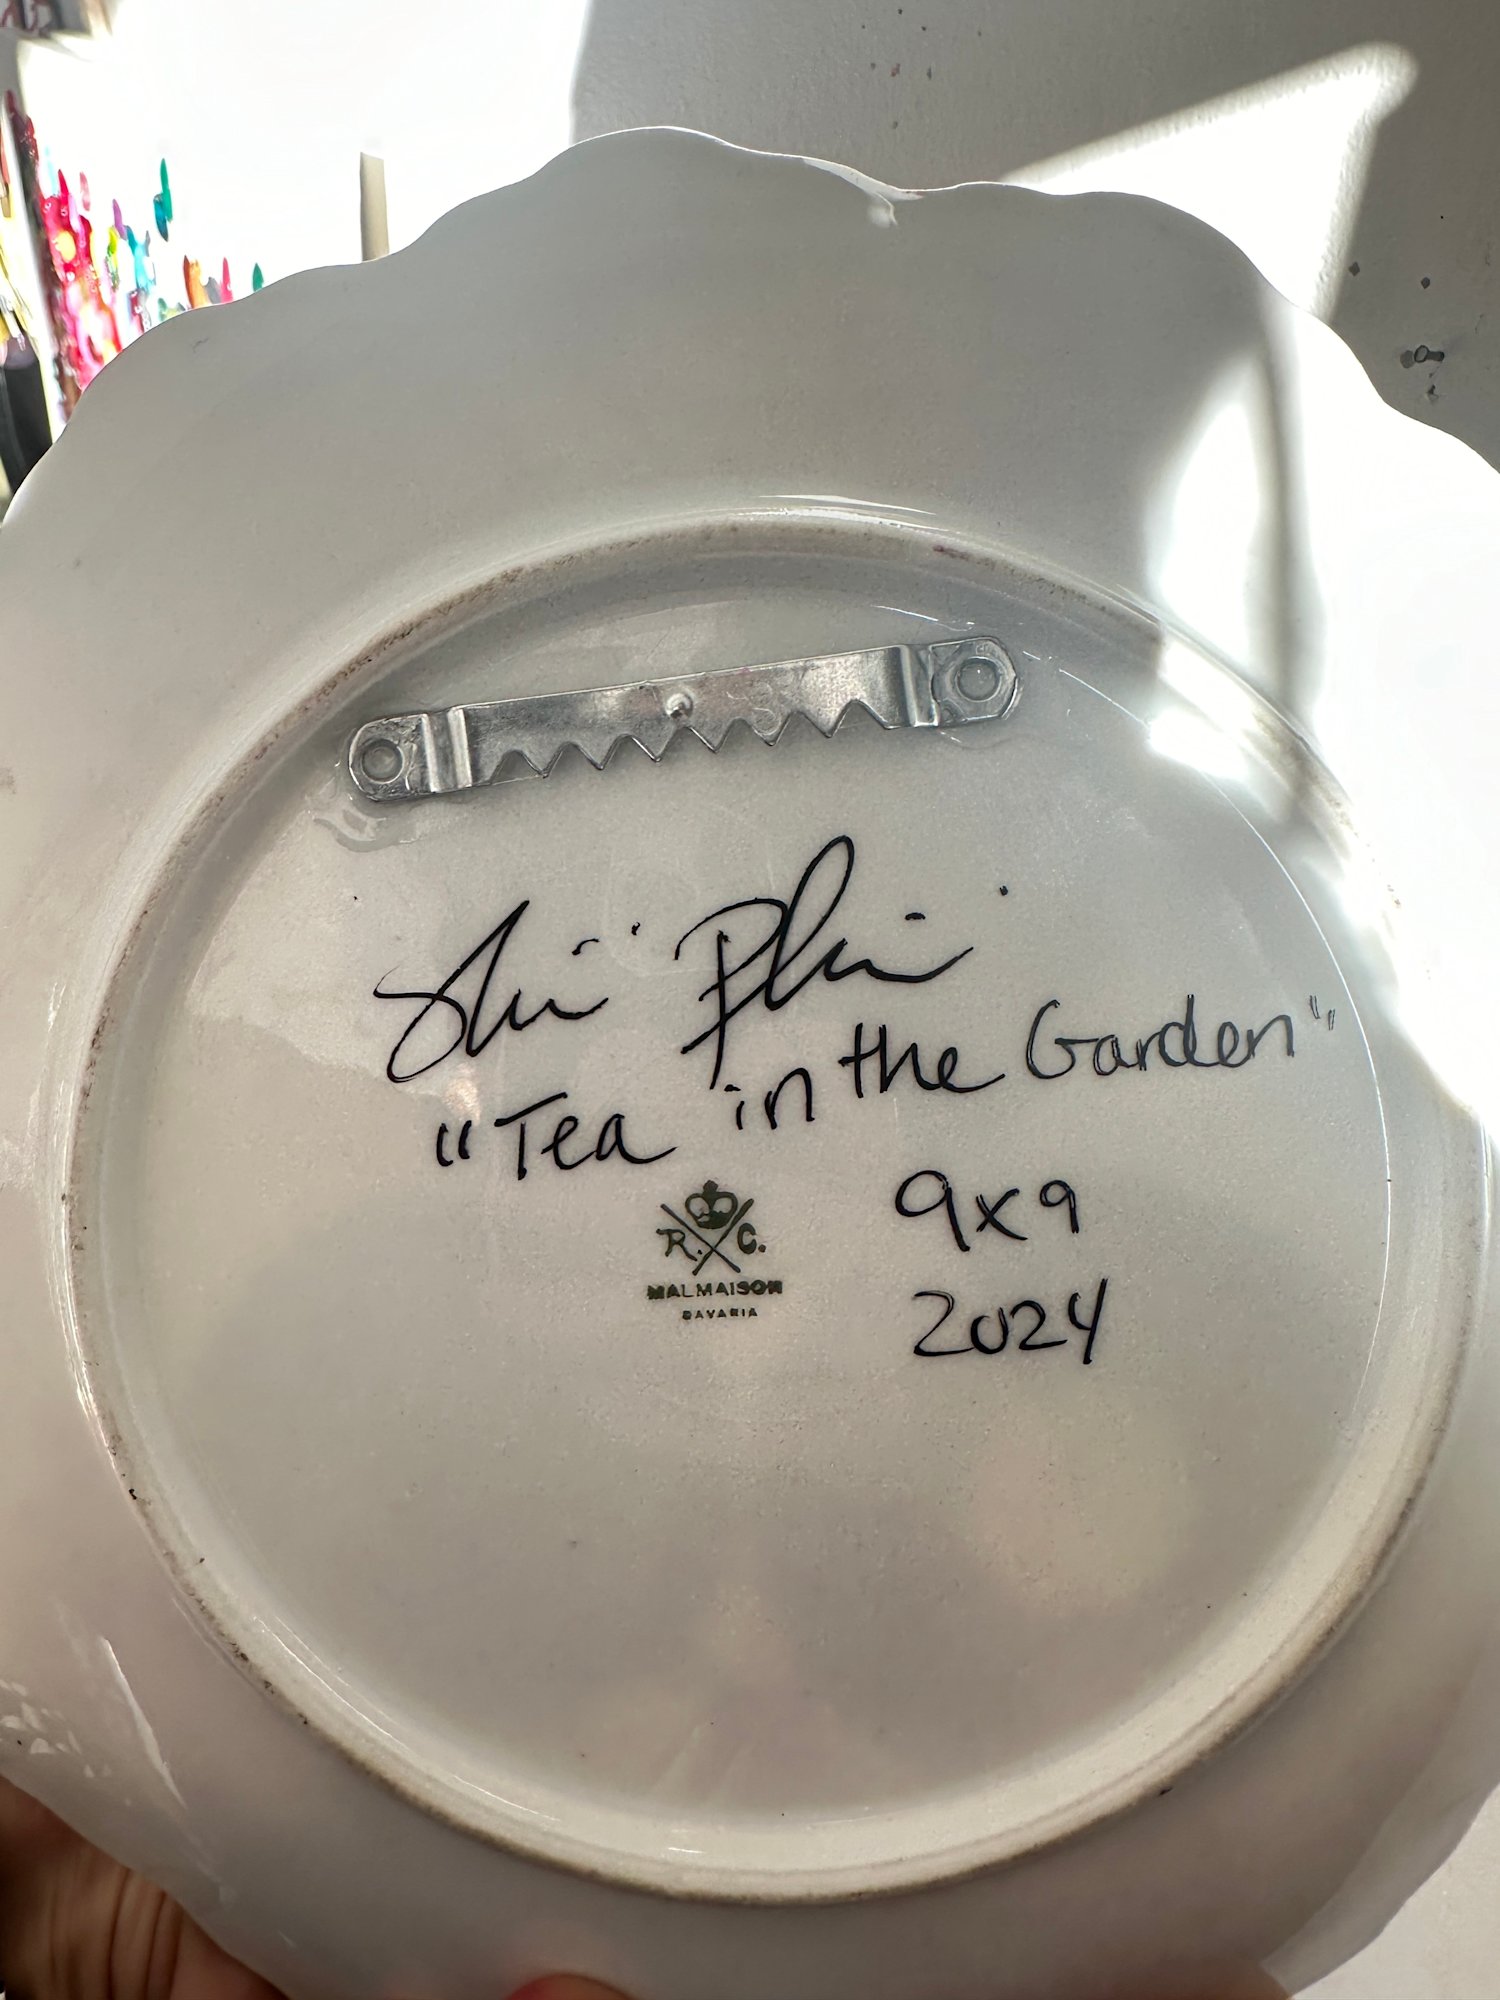 "Tea in the Garden"
9x9
2024
R. C.
MALMAISON
BAVARIA